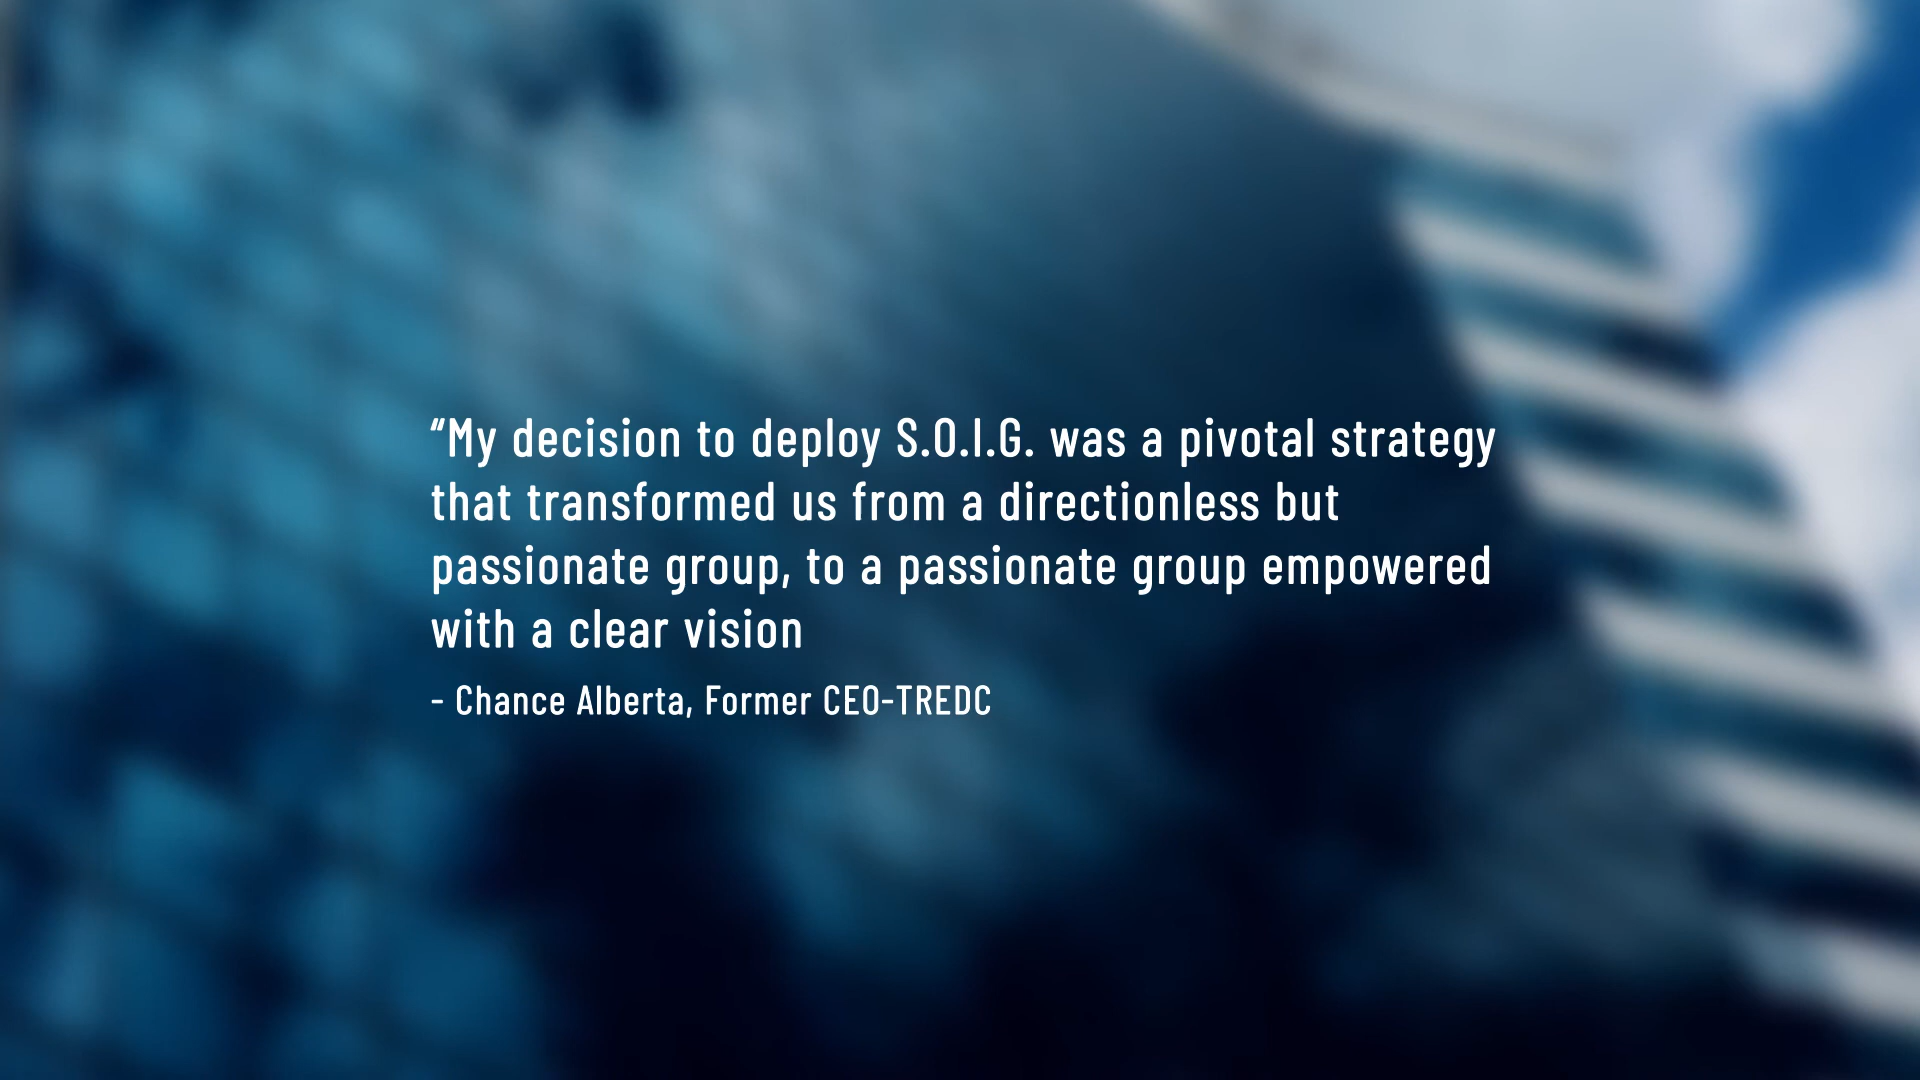 “My decision to deploy S.O.I.G. was a pivotal strategy
that transformed us from a directionless but
passionate group, to a passionate group empowered
with a clear vision
- Chance Alberta, Former CEO-TREDC